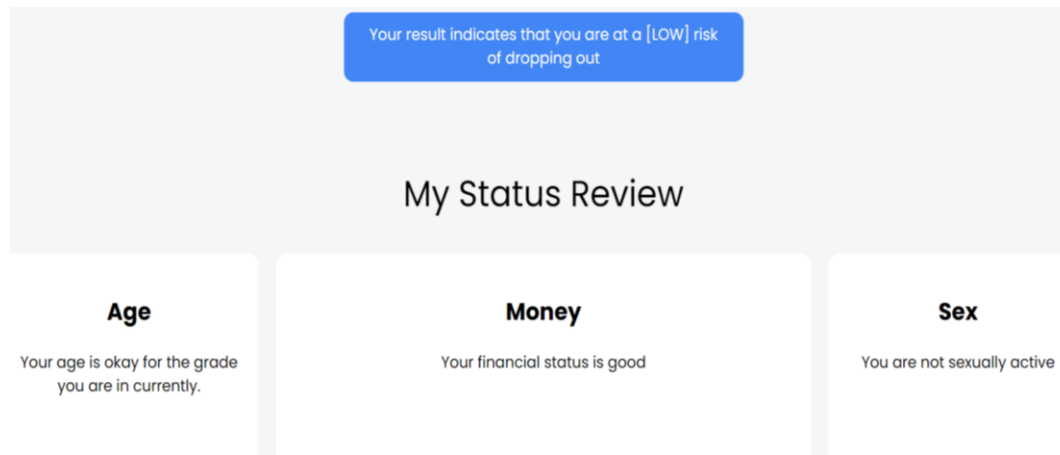 Your result indicates that you are at a [LOW] risk
of dropping out
My Status Review
Age
Your age is okay for the grade
you are in currently.
Money
Your financial status is good
Sex
You are not sexually active